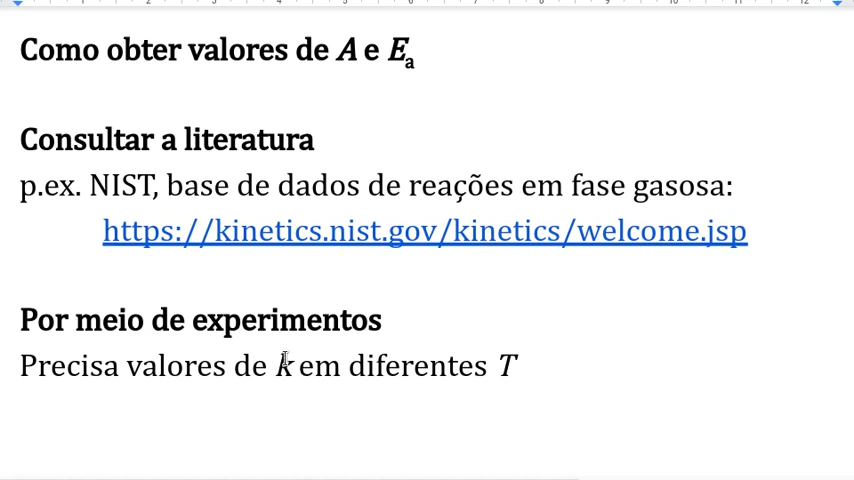 Como obter valores de A e Ea
Consultar a literatura
p.ex. NIST, base de dados de reações em fase gasosa:
https://kinetics.nist.gov/kinetics/welcome.jsp
Por meio de experimentos
Precisa valores de k em diferentes T